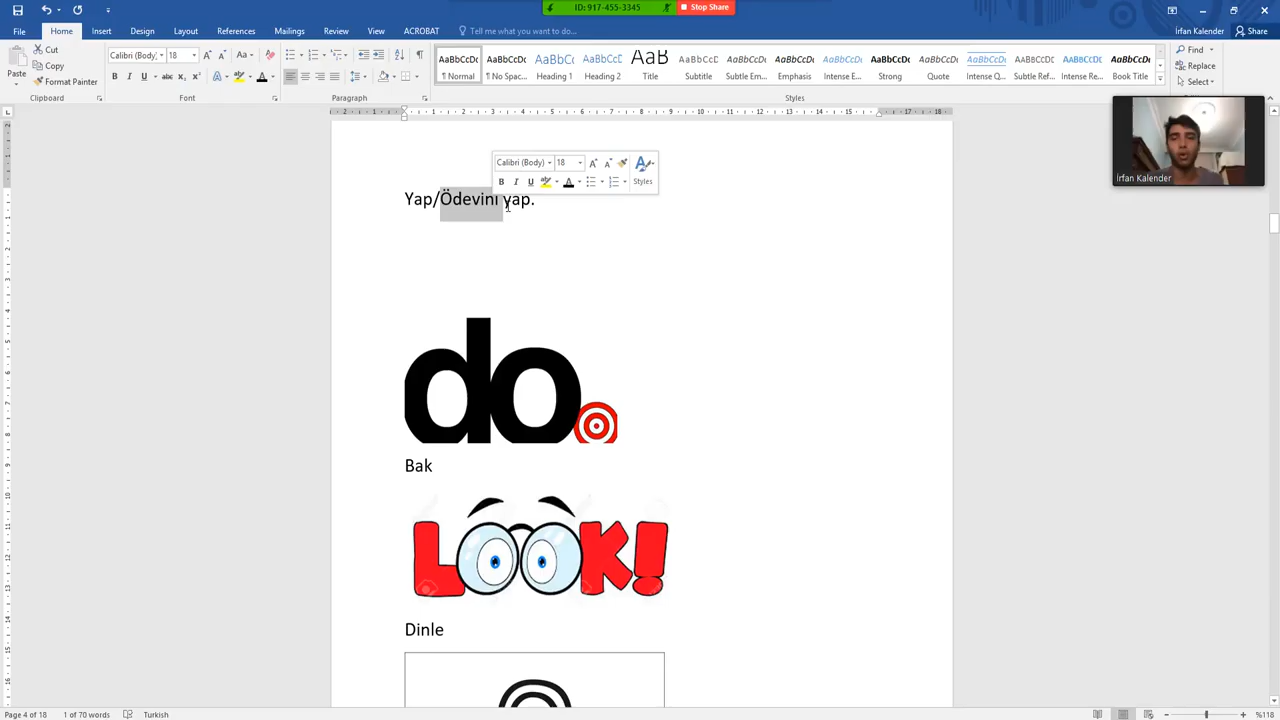 ID: 917-455-3345
Stop Share
File
Home
Insert
Design
Layout
References
Mailings
Review
View
ACROBAT
Tell me what you want to do...
İrfan Kalender
Share
Paste
Cut
Copy
Format Painter
Clipboard
Calibri (Body)
18
Font
Paragraph
AaBbCcDc
¶ Normal
AaBbCcDc
¶ No Spac...
AaBbCc
Heading 1
AaBbCcE
Heading 2
AaB
Title
AaBbCcD
Subtitle
AaBbCcDc
Subtle Em...
AaBbCcDc
Emphasis
AaBbCcDc
Intense E...
AaBbCcDc
Strong
AaBbCcDc
Quote
AaBbCcDc
Intense Q...
AaBbCcDc
Subtle Ref...
AaBbCcDc
Intense Re...
AaBbCcDc
Book Title
Styles
Find
Replace
Select
Editing
Calibri (Body)
18
Styles
İrfan Kalender
Yap/Ödevini yap.
do
Bak
LOOK!
Dinle
Page 4 of 18
1 of 70 words
Turkish
%118